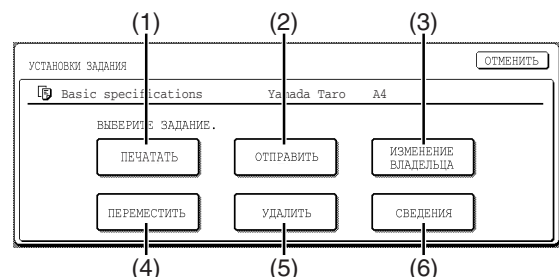 (1) (2) (3)
УСТАНОВКИ ЗАДАНИЯ ОТМЕНИТЬ
Basic specifications Yamada Taro A4
ВЫБЕРИТЕ ЗАДАНИЕ.
ПЕЧАТАТЬ ОТПРАВИТЬ ИЗМЕНЕНИЕ
ВЛАДЕЛЬЦА
ПЕРЕМЕСТИТЬ УДАЛИТЬ СВЕДЕНИЯ
(4) (5) (6)